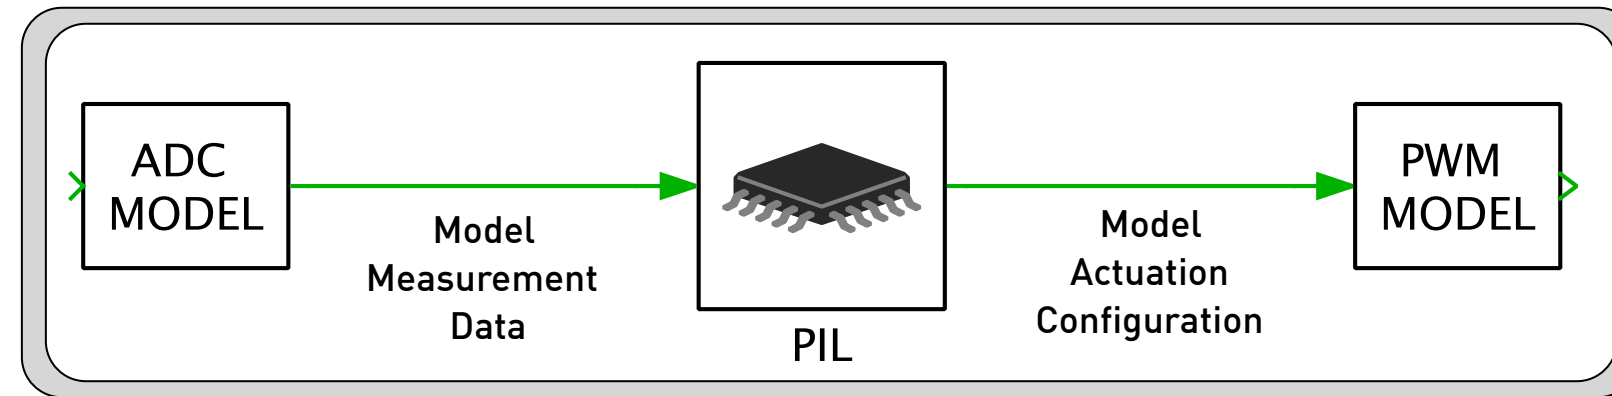 ADC
MODEL
Model
Measurement
Data
PIL
Model
Actuation
Configuration
PWM
MODEL